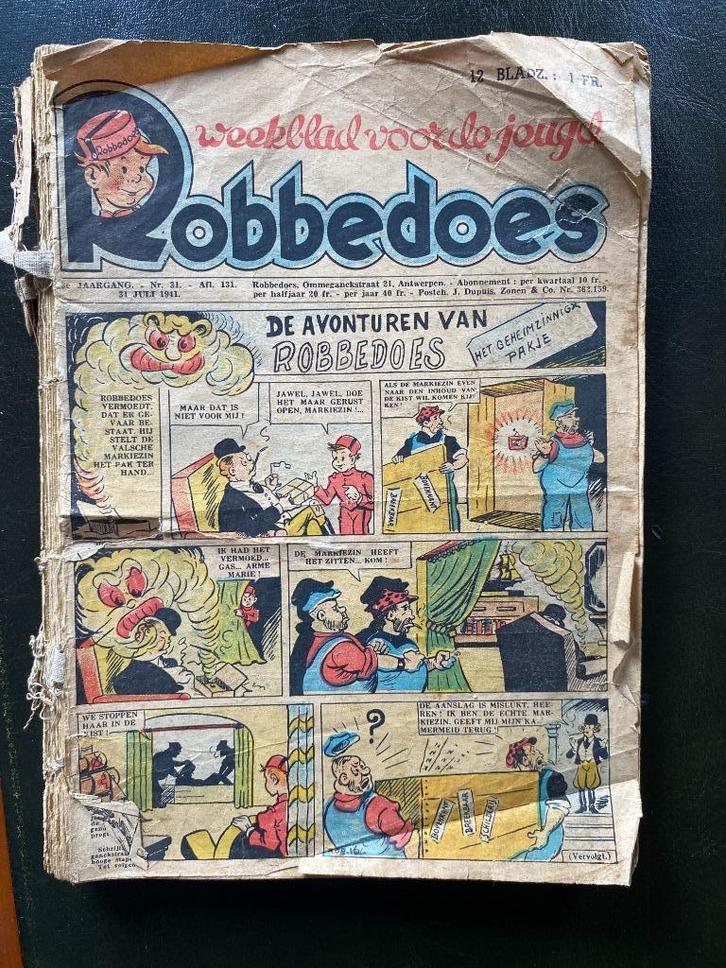 12 BLADZ. : 1 FR.
weekblad voor de jeugd
Robbedoes
Robbedoes
JAARGANG. - Nr. 31. - Afl. 131.
31 JULI 1941.
Robbedoes, Ommeganckstraat 21, Antwerpen. - Abonnement : per kwartaal 10 fr. -
per halfjaar 20 fr. - per jaar 40 fr. - Postch. J. Dupuis, Zonen & Co. Nr. 362.159.
DE AVONTUREN VAN
ROBBEDOES
HET GEHEIMZINNIGE
PAKJE
ROBBEDOES
VERMOEDT,
DAT ER GE-
VAAR BE-
STAAT. HIJ
STELT DE
VALSCHE
MARKIEZIN
HET PAK TER
HAND...
MAAR DAT IS
NIET VOOR MIJ !
JAWEL, JAWEL, DOE
HET MAAR GERUST
OPEN, MARKIEZIN !...
ALS DE MARKIEZIN EVEN
NAAR DEN INHOUD VAN
DE KIST WIL KOMEN KIJ-
KEN !
BREEKBAAR
IK HAD HET
VERMOED...
GAS... ARME
MARIE !
DE MARKIEZIN HEEFT
HET ZITTEN... KOM !
WE STOPPEN
HAAR IN DE
KIST !
?
DE AANSLAG IS MISLUKT, HEE-
REN ! IK BEN DE ECHTE MAR-
KIEZIN. GEEFT MIJ MIJN KA-
MERMEID TERUG !
BOVENKANT
BREEKBAAR
SCHILDERIJ
(Vervolgt.)